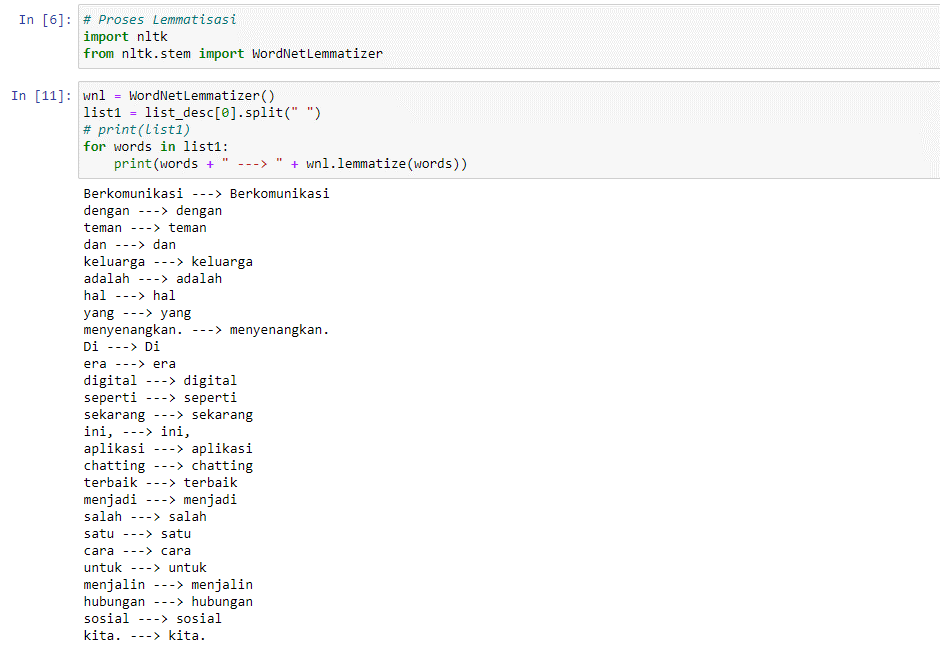 In [6]: # Proses Lemmatisasi
import nltk
from nltk.stem import WordNetLemmatizer
In [11]: wnl = WordNetLemmatizer()
list1 = list_desc[0].split(" ")
# print(list1)
for words in list1:
    print(words + " ---> " + wnl.lemmatize(words))
Berkomunikasi ---> Berkomunikasi
dengan ---> dengan
teman ---> teman
dan ---> dan
keluarga ---> keluarga
adalah ---> adalah
hal ---> hal
yang ---> yang
menyenangkan. ---> menyenangkan.
Di ---> Di
era ---> era
digital ---> digital
seperti ---> seperti
sekarang ---> sekarang
ini, ---> ini,
aplikasi ---> aplikasi
chatting ---> chatting
terbaik ---> terbaik
menjadi ---> menjadi
salah ---> salah
satu ---> satu
cara ---> cara
untuk ---> untuk
menjalin ---> menjalin
hubungan ---> hubungan
sosial ---> sosial
kita. ---> kita.